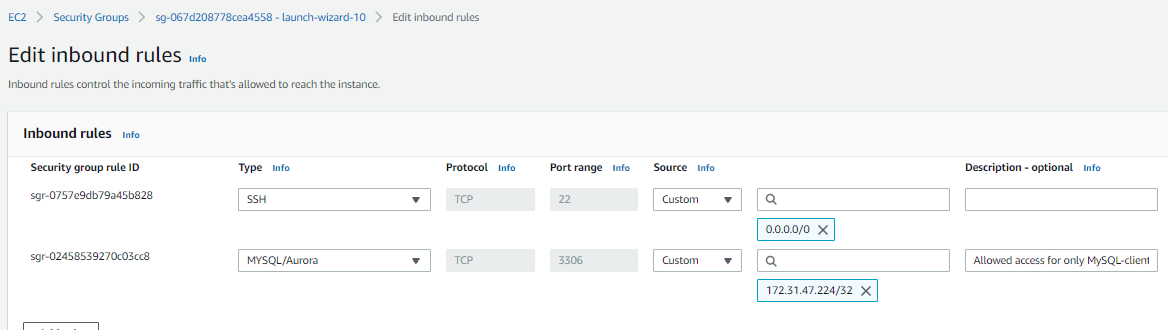 EC2 > Security Groups > sg-067d208778cea4558 - launch-wizard-10 > Edit inbound rules
Edit inbound rules Info
Inbound rules control the incoming traffic that's allowed to reach the instance.
Inbound rules Info
Security group rule ID Type Info Protocol Info Port range Info Source Info Description - optional Info
sgr-0757e9db79a45b828 SSH TCP 22 Custom
0.0.0.0/0
sgr-02458539270c03cc8 MYSQL/Aurora TCP 3306 Custom Allowed access for only MySQL-client
172.31.47.224/32